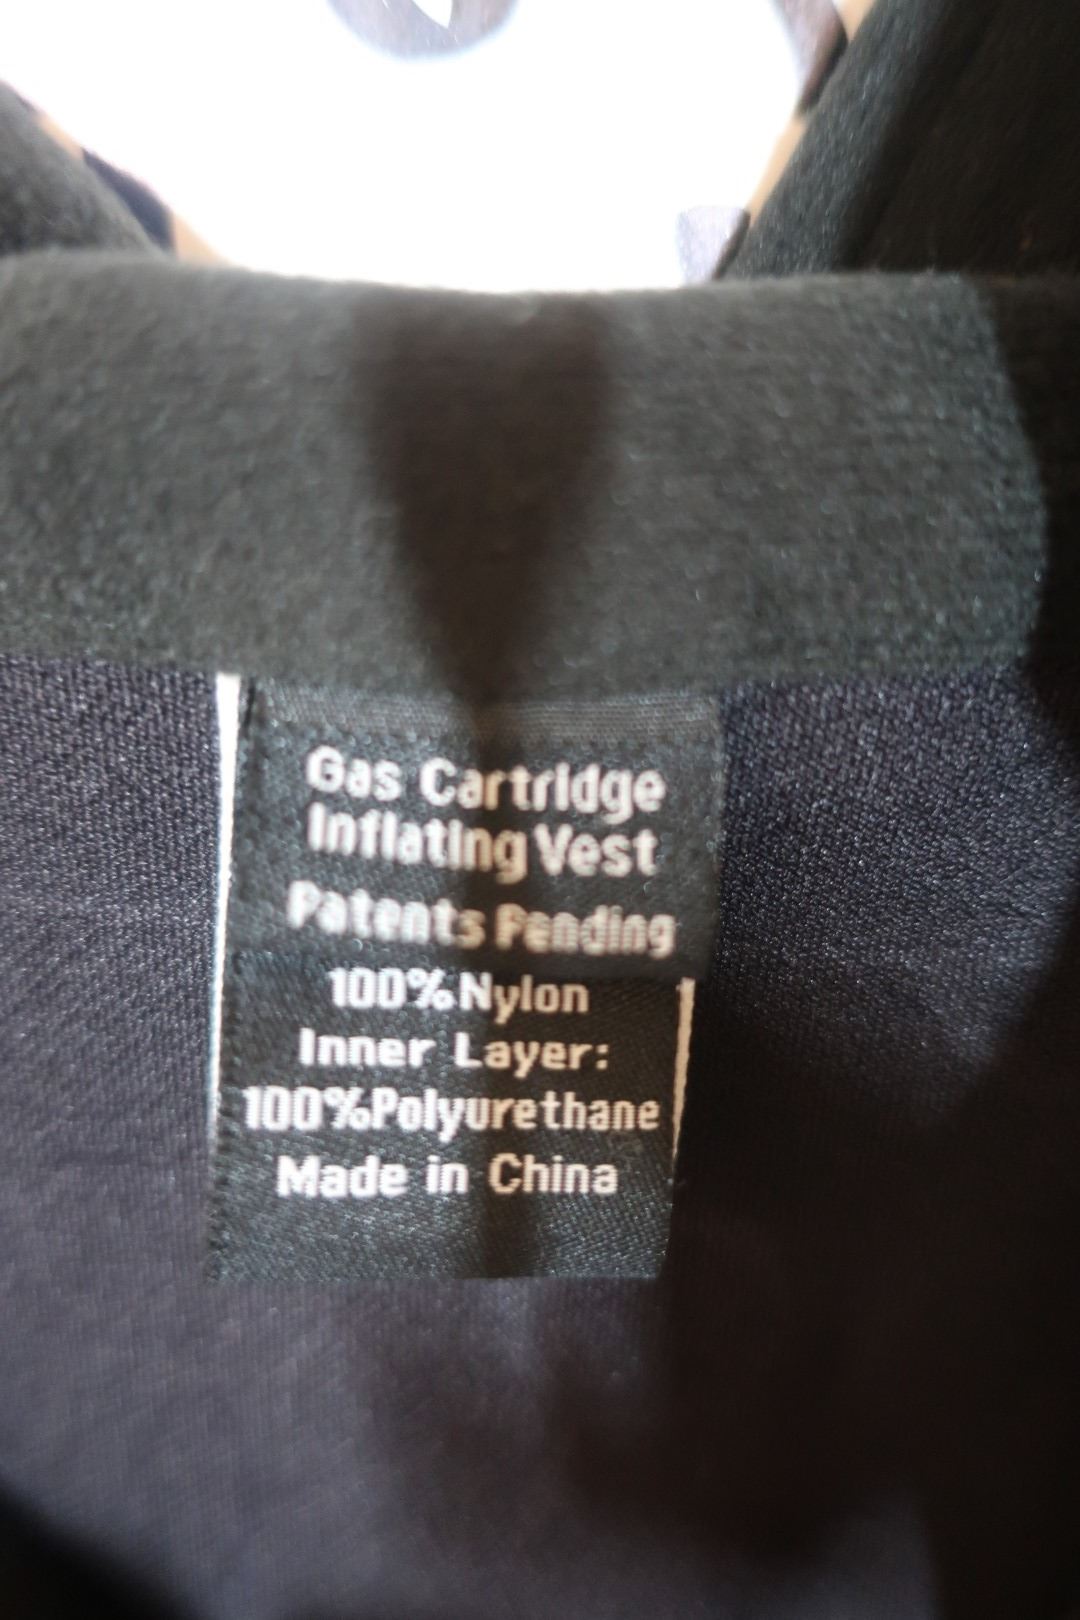 Gas Cartridge
Inflating Vest
Patents Pending
100%Nylon
Inner Layer:
100%Polyurethane
Made in China